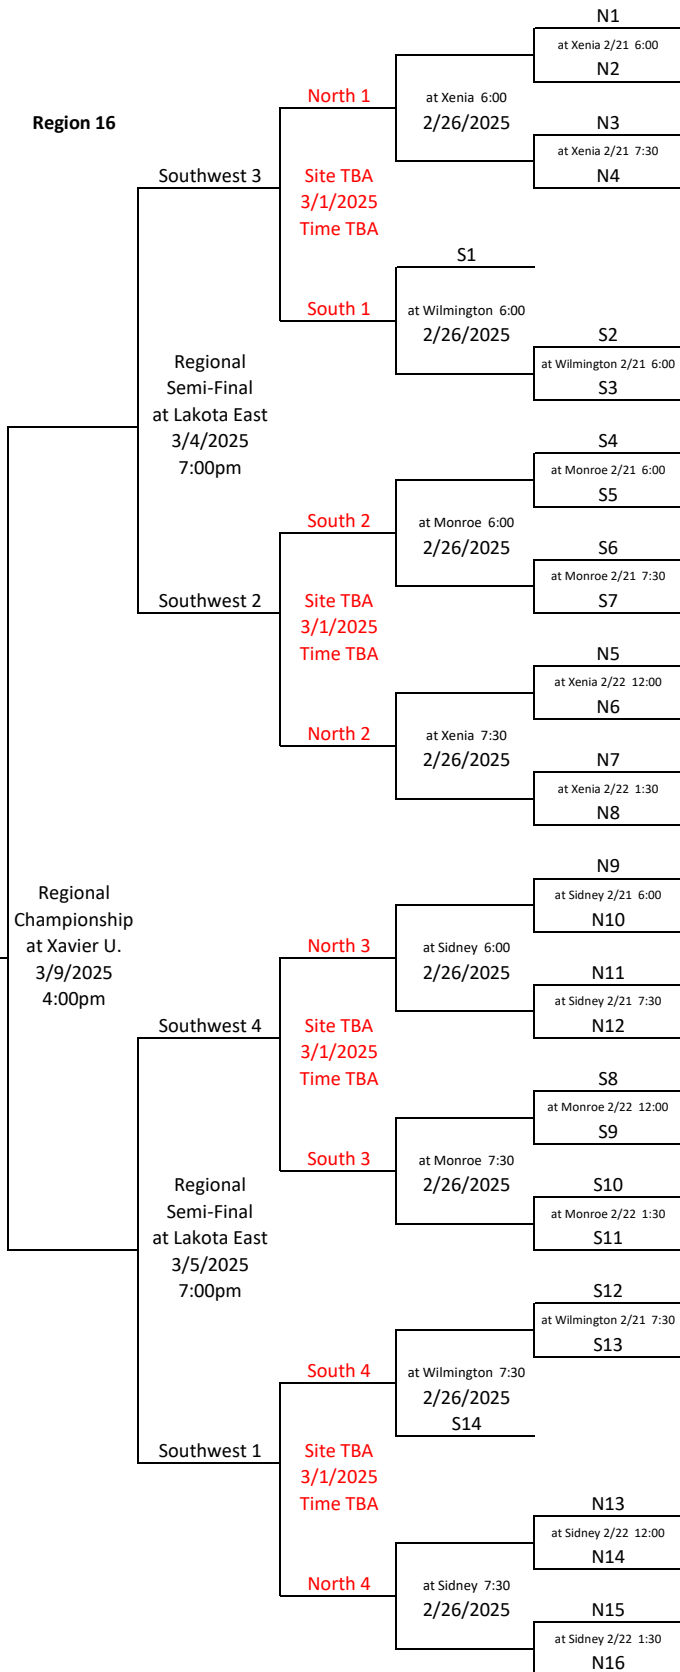 N1
at Xenia 2/21 6:00
N2
North 1
at Xenia 6:00
2/26/2025
Region 16
N3
at Xenia 2/21 7:30
N4
Southwest 3
Site TBA
3/1/2025
Time TBA
S1
South 1
at Wilmington 6:00
2/26/2025
S2
at Wilmington 2/21 6:00
S3
Regional
Semi-Final
at Lakota East
3/4/2025
7:00pm
S4
at Monroe 2/21 6:00
S5
South 2
at Monroe 6:00
2/26/2025
S6
at Monroe 2/21 7:30
S7
Southwest 2
Site TBA
3/1/2025
Time TBA
N5
at Xenia 2/22 12:00
N6
North 2
at Xenia 7:30
2/26/2025
N7
at Xenia 2/22 1:30
N8
N9
at Sidney 2/21 6:00
N10
Regional
Championship
at Xavier U.
3/9/2025
4:00pm
North 3
at Sidney 6:00
2/26/2025
N11
at Sidney 2/21 7:30
N12
Southwest 4
Site TBA
3/1/2025
Time TBA
S8
at Monroe 2/22 12:00
S9
South 3
at Monroe 7:30
2/26/2025
S10
at Monroe 2/22 1:30
S11
Regional
Semi-Final
at Lakota East
3/5/2025
7:00pm
S12
at Wilmington 2/21 7:30
S13
South 4
at Wilmington 7:30
2/26/2025
S14
Southwest 1
Site TBA
3/1/2025
Time TBA
N13
at Sidney 2/22 12:00
N14
North 4
at Sidney 7:30
2/26/2025
N15
at Sidney 2/22 1:30
N16